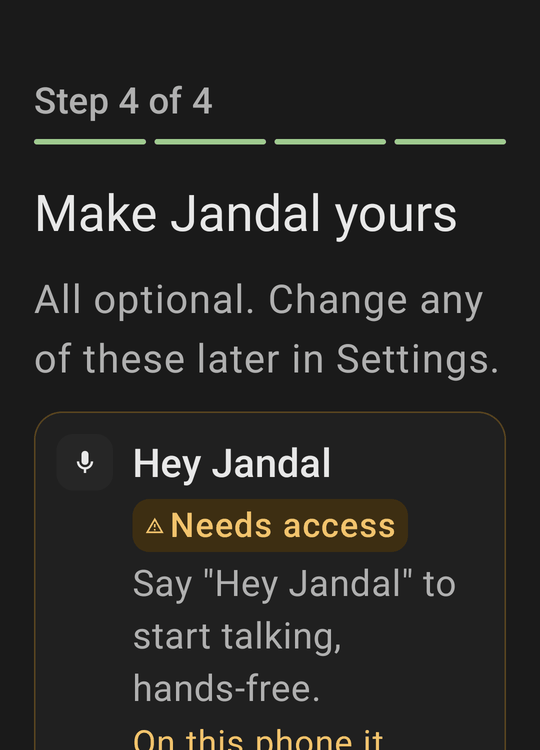 Step 4 of 4
Make Jandal yours
All optional. Change any
of these later in Settings.
Hey Jandal
Needs access
Say "Hey Jandal" to
start talking,
hands-free.
On this phone it